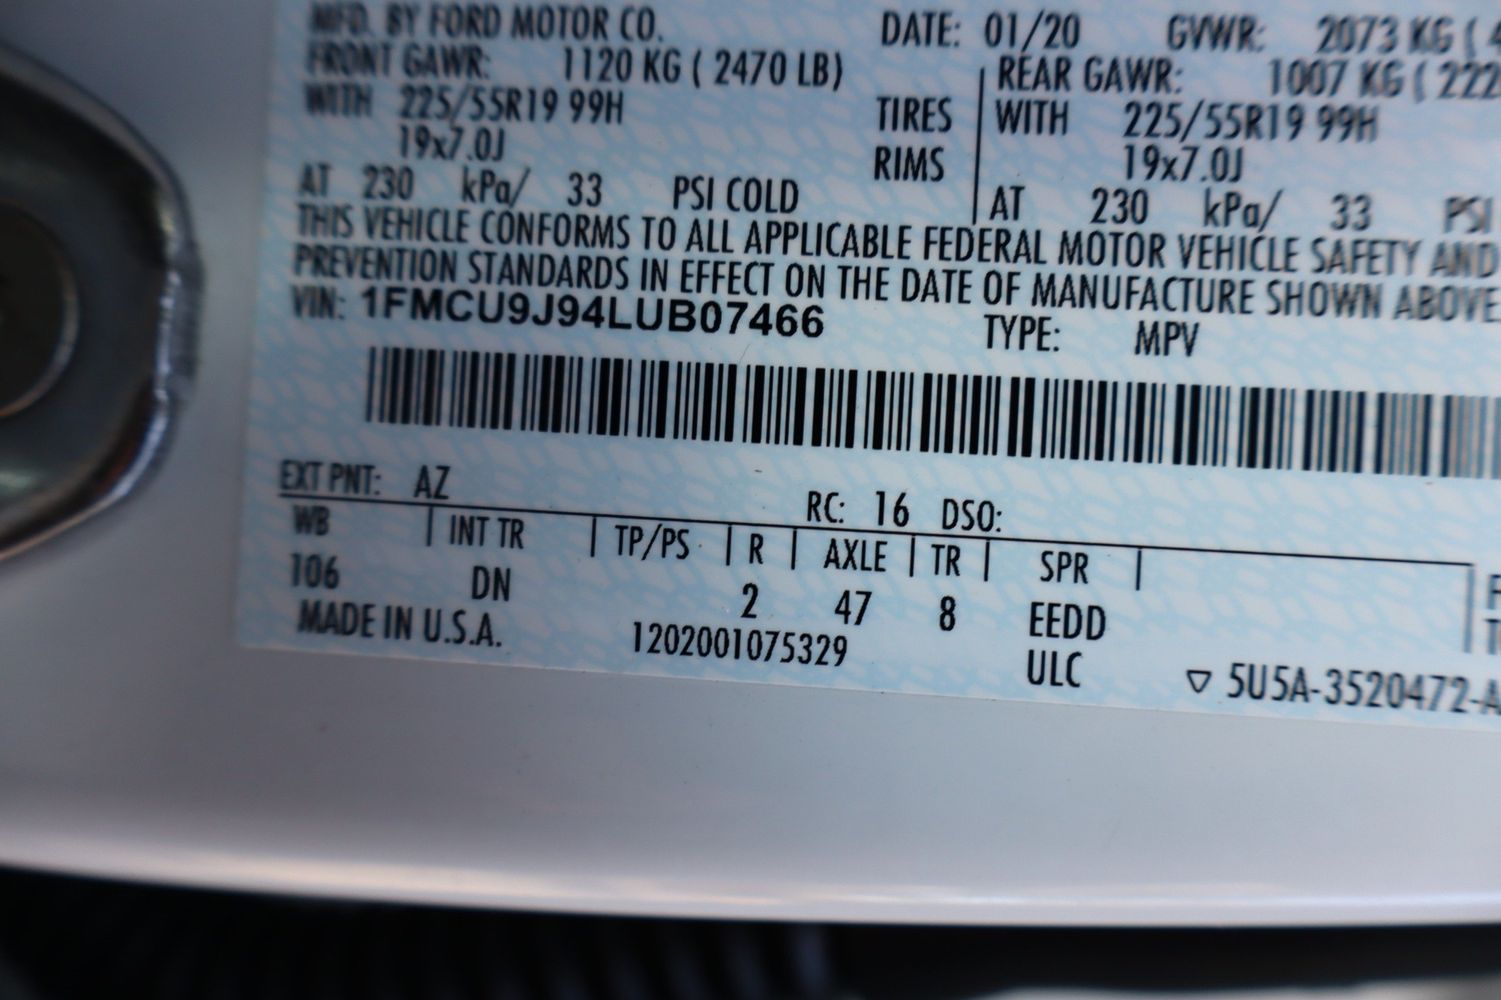 MFD. BY FORD MOTOR CO. DATE: 01/20 GVWR: 2073 KG ( 4
FRONT GAWR: 1120 KG ( 2470 LB) REAR GAWR: 1007 KG ( 222
WITH 225/55R19 99H TIRES WITH 225/55R19 99H
19x7.0J RIMS 19x7.0J
AT 230 kPa/ 33 PSI COLD AT 230 kPa/ 33 PSI
THIS VEHICLE CONFORMS TO ALL APPLICABLE FEDERAL MOTOR VEHICLE SAFETY AND
PREVENTION STANDARDS IN EFFECT ON THE DATE OF MANUFACTURE SHOWN ABOVE.
VIN: 1FMCU9J94LUB07466 TYPE: MPV
EXT PNT: AZ RC: 16 DSO:
WB INT TR TP/PS R AXLE TR SPR
106 DN 2 47 8 EEDD
MADE IN U.S.A. 1202001075329 ULC ▽ 5U5A-3520472-A